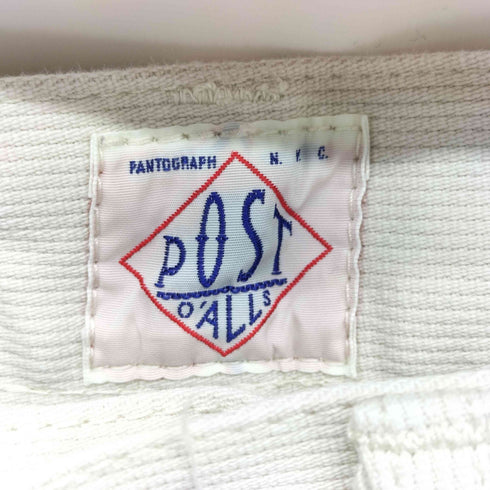 PANTOGRAPH N. Y. C.
POST
O'ALLS